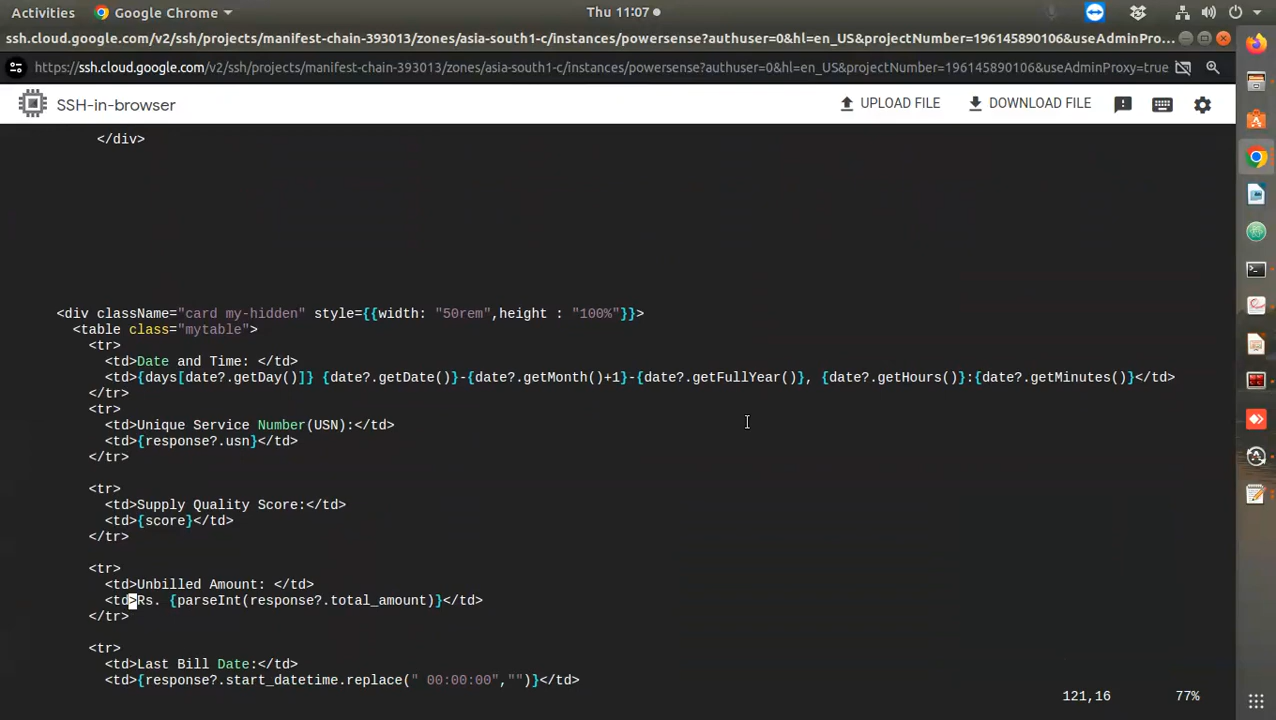 Activities Google Chrome Thu 11:07
ssh.cloud.google.com/v2/ssh/projects/manifest-chain-393013/zones/asia-south1-c/instances/powersense?authuser=0&hl=en_US&projectNumber=196145890106&useAdminPro...
https://ssh.cloud.google.com/v2/ssh/projects/manifest-chain-393013/zones/asia-south1-c/instances/powersense?authuser=0&hl=en_US&projectNumber=196145890106&useAdminProxy=true
SSH-in-browser UPLOAD FILE DOWNLOAD FILE
</div>
<div className="card my-hidden" style={{width: "50rem",height : "100%"}}>
<table class="mytable">
<tr>
<td>Date and Time: </td>
<td>{days[date?.getDay()]} {date?.getDate()}-{date?.getMonth()+1}-{date?.getFullYear()}, {date?.getHours()}:{date?.getMinutes()}</td>
</tr>
<tr>
<td>Unique Service Number(USN):</td>
<td>{response?.usn}</td>
</tr>
<tr>
<td>Supply Quality Score:</td>
<td>{score}</td>
</tr>
<tr>
<td>Unbilled Amount: </td>
<td>Rs. {parseInt(response?.total_amount)}</td>
</tr>
<tr>
<td>Last Bill Date:</td>
<td>{response?.start_datetime.replace(" 00:00:00","")}</td>
121,16 77%